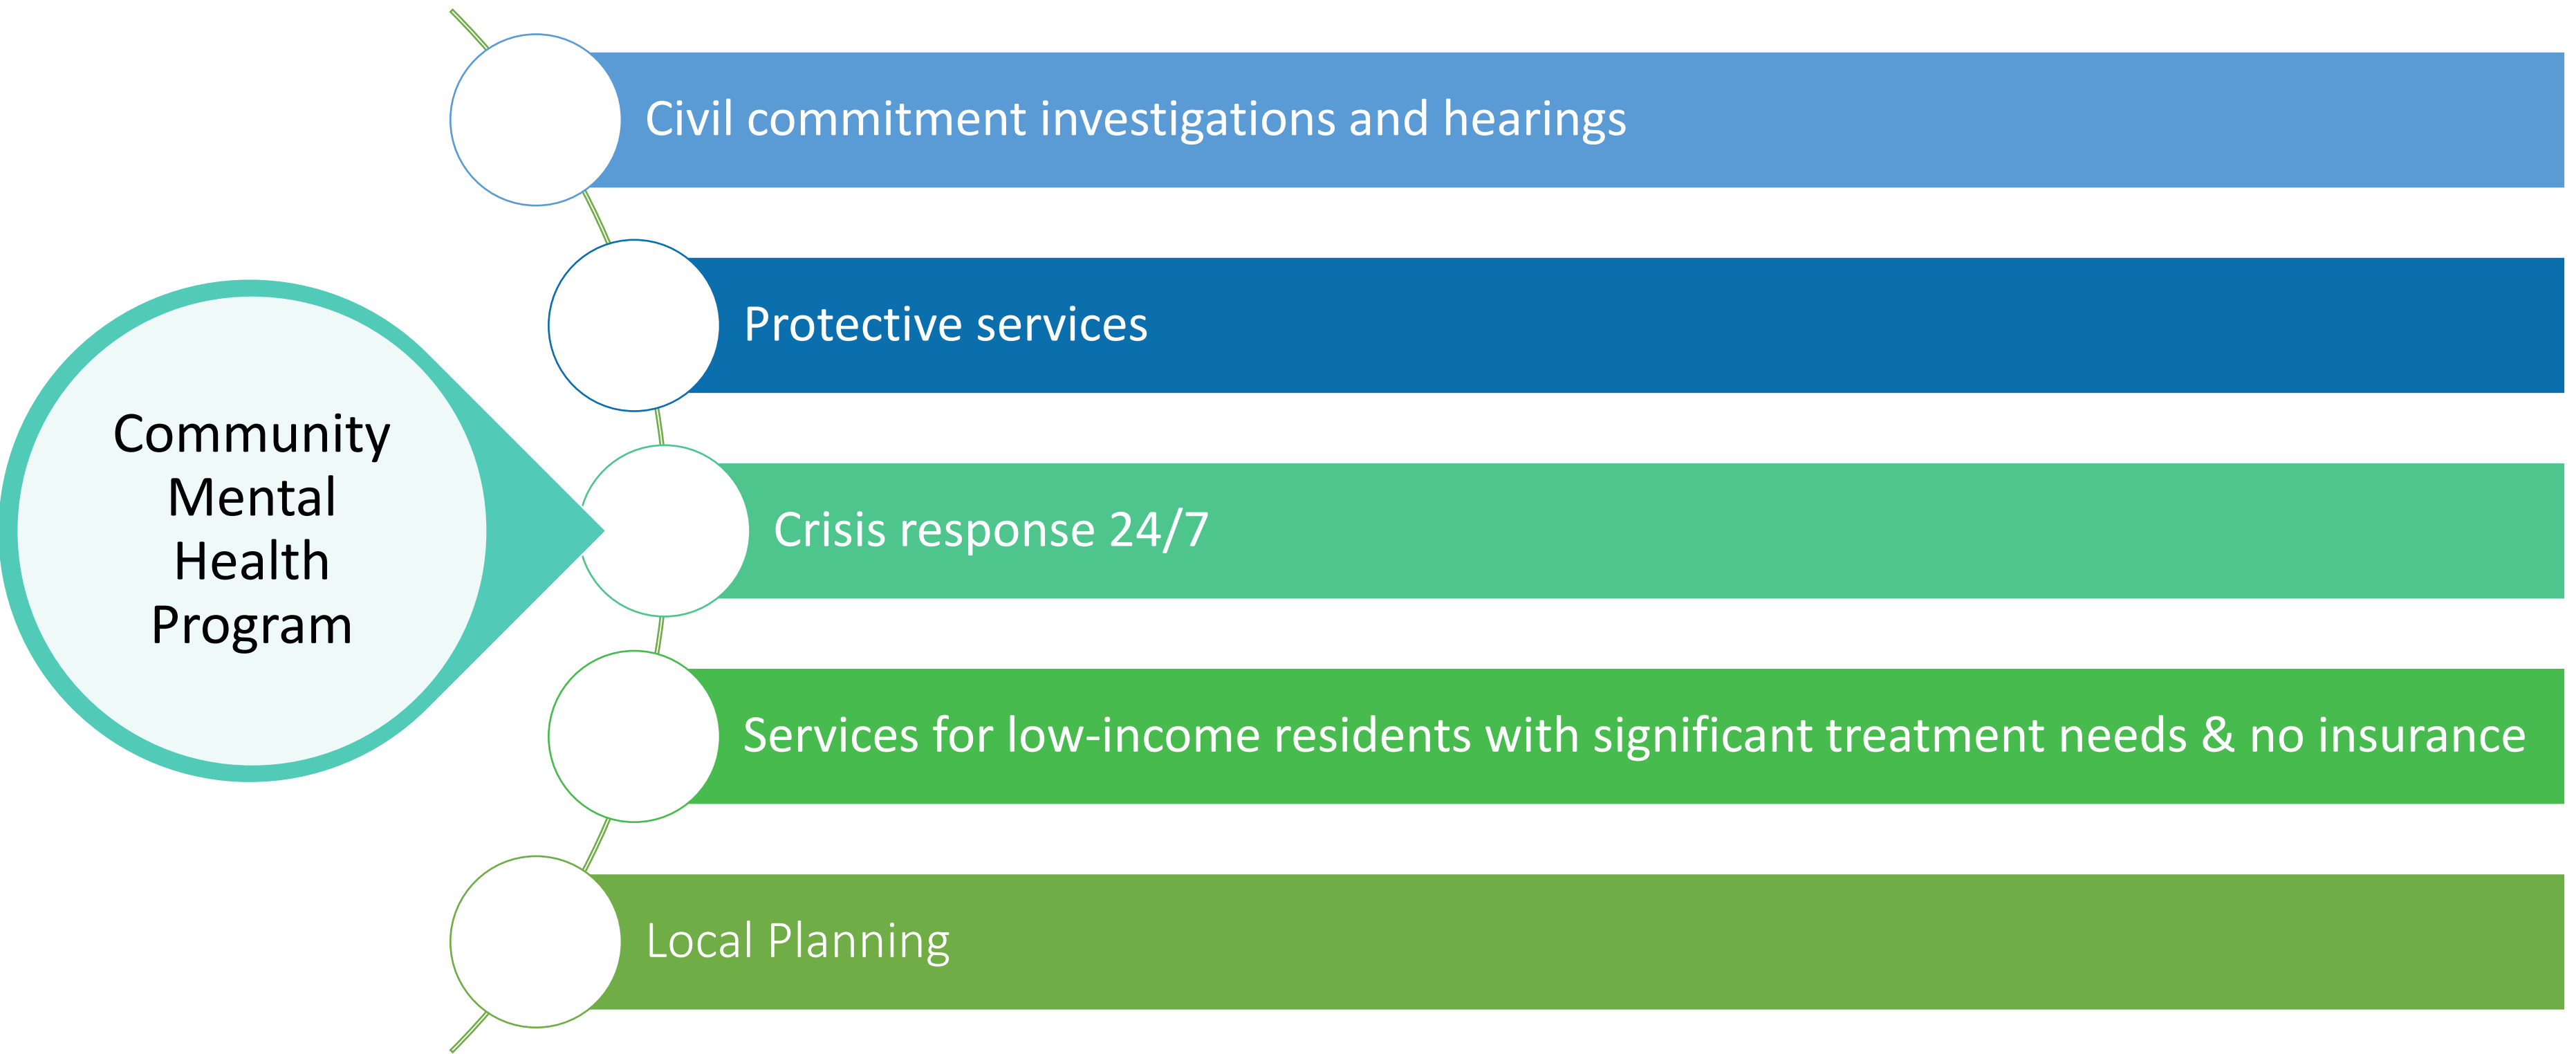 Community
Mental
Health
Program
Civil commitment investigations and hearings
Protective services
Crisis response 24/7
Services for low-income residents with significant treatment needs & no insurance
Local Planning